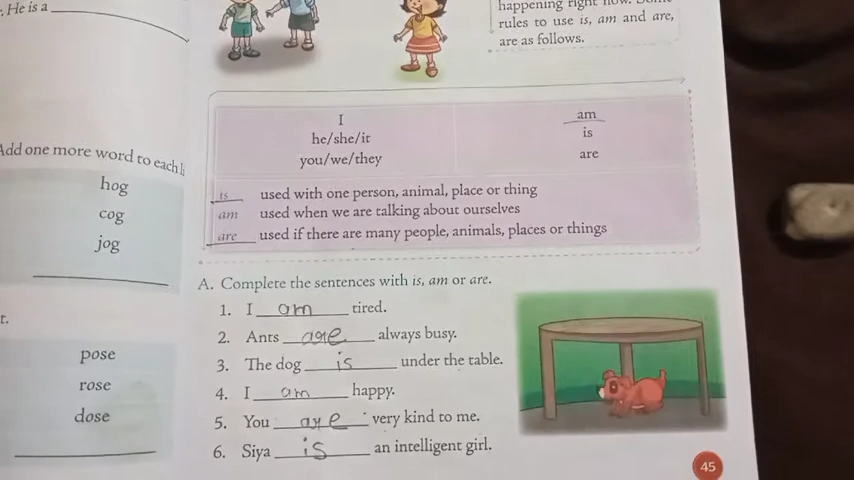 He is a
happening right now. Some
rules to use is, am and are,
are as follows.
I am
he/she/it is
you/we/they are
is used with one person, animal, place or thing
am used when we are talking about ourselves
are used if there are many people, animals, places or things
Add one more word to each
hog
cog
jog
t.
pose
rose
dose
A. Complete the sentences with is, am or are.
1. I am tired.
2. Ants are always busy.
3. The dog is under the table.
4. I am happy.
5. You are very kind to me.
6. Siya is an intelligent girl.
45